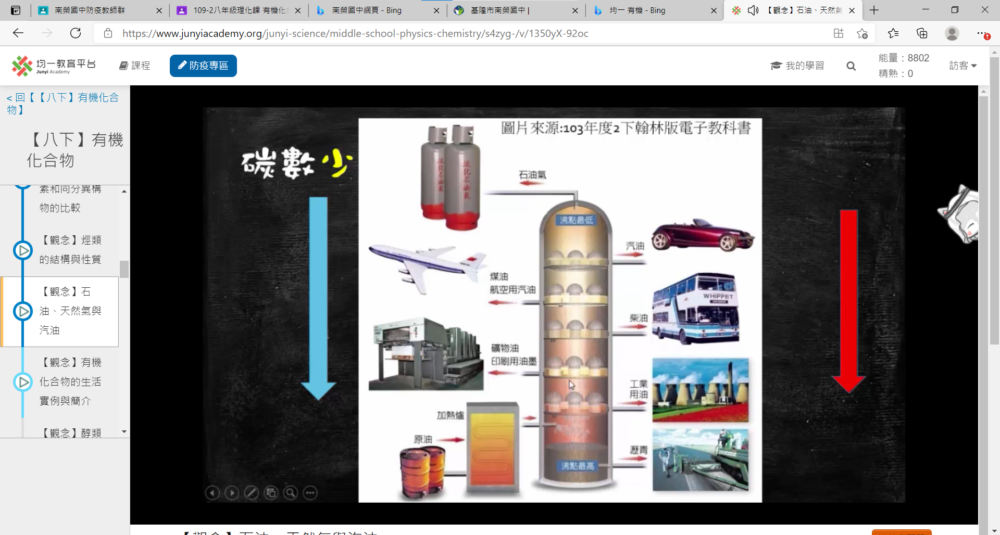 南榮國中防疫教師群
109-2八年級理化課 有機化
南榮國中網頁 - Bing
基隆市南榮國中 |
均一 有機 - Bing
【觀念】石油、天然氣
https://www.junyiacademy.org/junyi-science/middle-school-physics-chemistry/s4zyg-/v/1350yX-92oc
均一教育平台
Junyi Academy
課程
防疫專區
我的學習
能量：8802
精熟：0
訪客
< 回【【八下】有機化合
物】
【八下】有機
化合物
素和同分異構
物的比較
【觀念】烴類
的結構與性質
【觀念】石
油、天然氣與
汽油
【觀念】有機
化合物的生活
實例與簡介
【觀念】醇類
圖片來源:103年度2下翰林版電子教科書
碳數少
液化石油氣
液化石油氣
石油氣
沸點最低
汽油
煤油
航空用汽油
WHIPPET
柴油
礦物油
印刷用油墨
工業
用油
加熱爐
原油
瀝青
沸點最高
【觀念】石油、天然氣與汽油